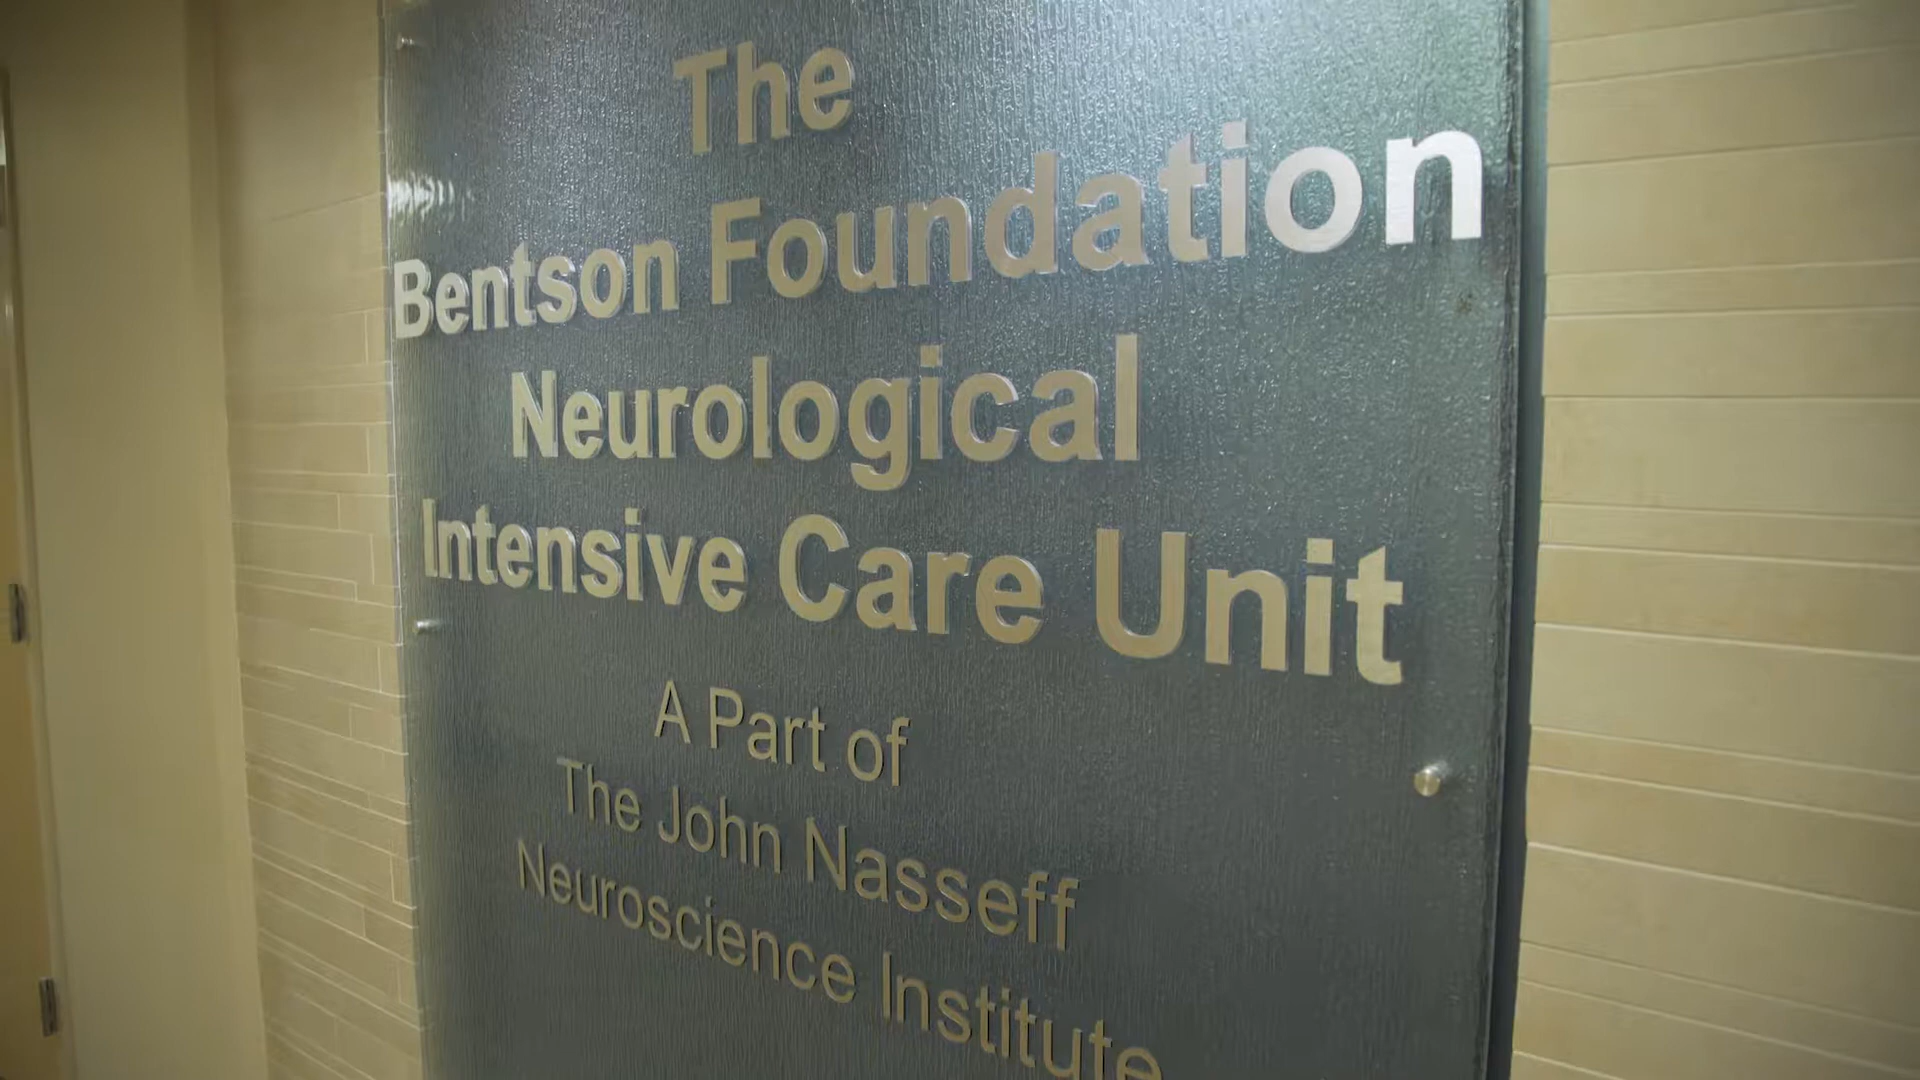 The
Bentson Foundation
Neurological
Intensive Care Unit
A Part of
The John Nasseff
Neuroscience Institute